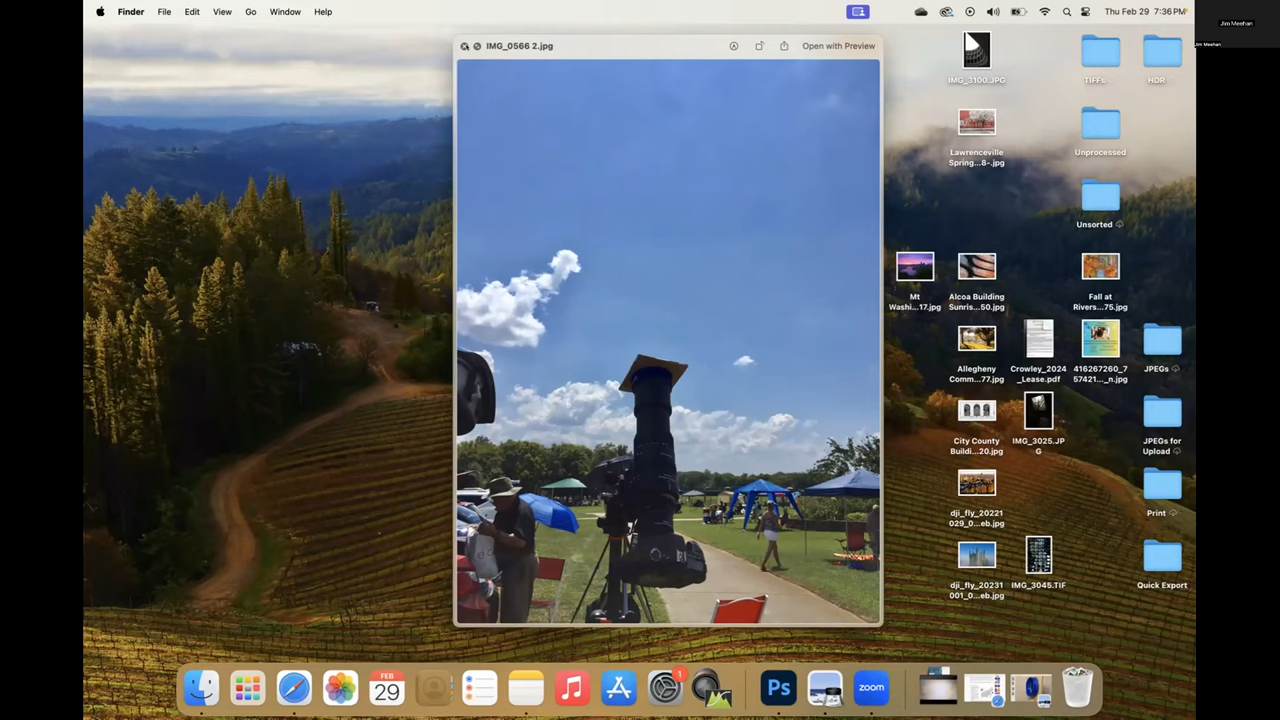 Finder File Edit View Go Window Help
Thu Feb 29 7:36 PM
Jim Meehan
Jim Meehan
IMG_0566 2.jpg
Open with Preview
IMG_3100.JPG
TIFFs
HDR
Lawrenceville
Spring...8-.jpg
Unprocessed
Unsorted
Mt
Washi...17.jpg
Alcoa Building
Sunris...50.jpg
Fall at
Rivers...75.jpg
Allegheny
Comm...77.jpg
Crowley_2024
_Lease.pdf
416267260_7
57421..._n.jpg
JPEGs
City County
Buildi...20.jpg
IMG_3025.JP
G
JPEGs for
Upload
dji_fly_20221
029_0...eb.jpg
Print
dji_fly_20231
001_0...eb.jpg
IMG_3045.TIF
Quick Export
FEB
29
1
Ps
zoom